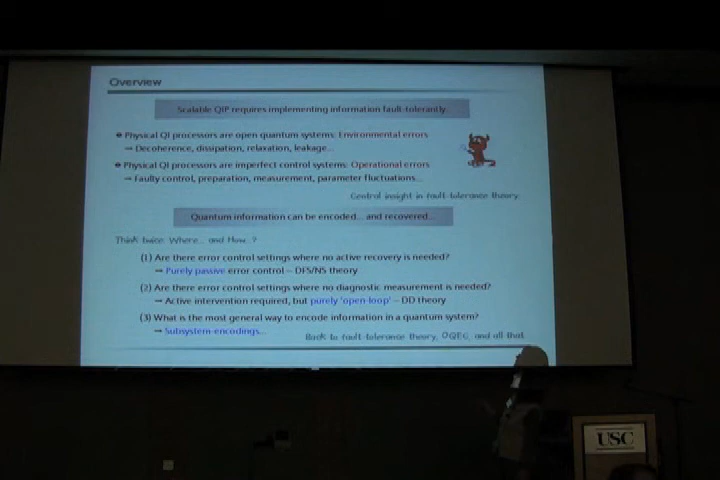 Overview
Scalable QIP requires implementing information fault-tolerantly.
Physical QI processors are open quantum systems: Environmental errors
→ Decoherence, dissipation, relaxation, leakage...
Physical QI processors are imperfect control systems: Operational errors
→ Faulty control, preparation, measurement, parameter fluctuations...
Central insight in fault tolerance theory:
Quantum information can be encoded... and recovered...
Think twice: Where... and How...?
(1) Are there error control settings where no active recovery is needed?
→ Purely passive error control – DFS/NS theory
(2) Are there error control settings where no diagnostic measurement is needed?
→ Active intervention required, but purely 'open-loop' – DD theory
(3) What is the most general way to encode information in a quantum system?
→ Subsystem-encodings...
Back to fault tolerance theory, OQEC, and all that.
USC